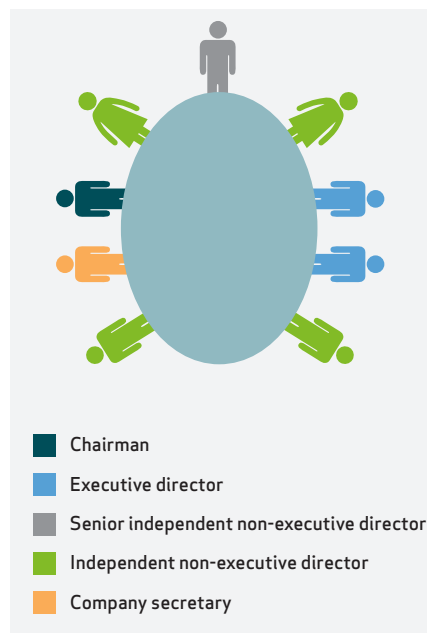 Chairman
Executive director
Senior independent non-executive director
Independent non-executive director
Company secretary